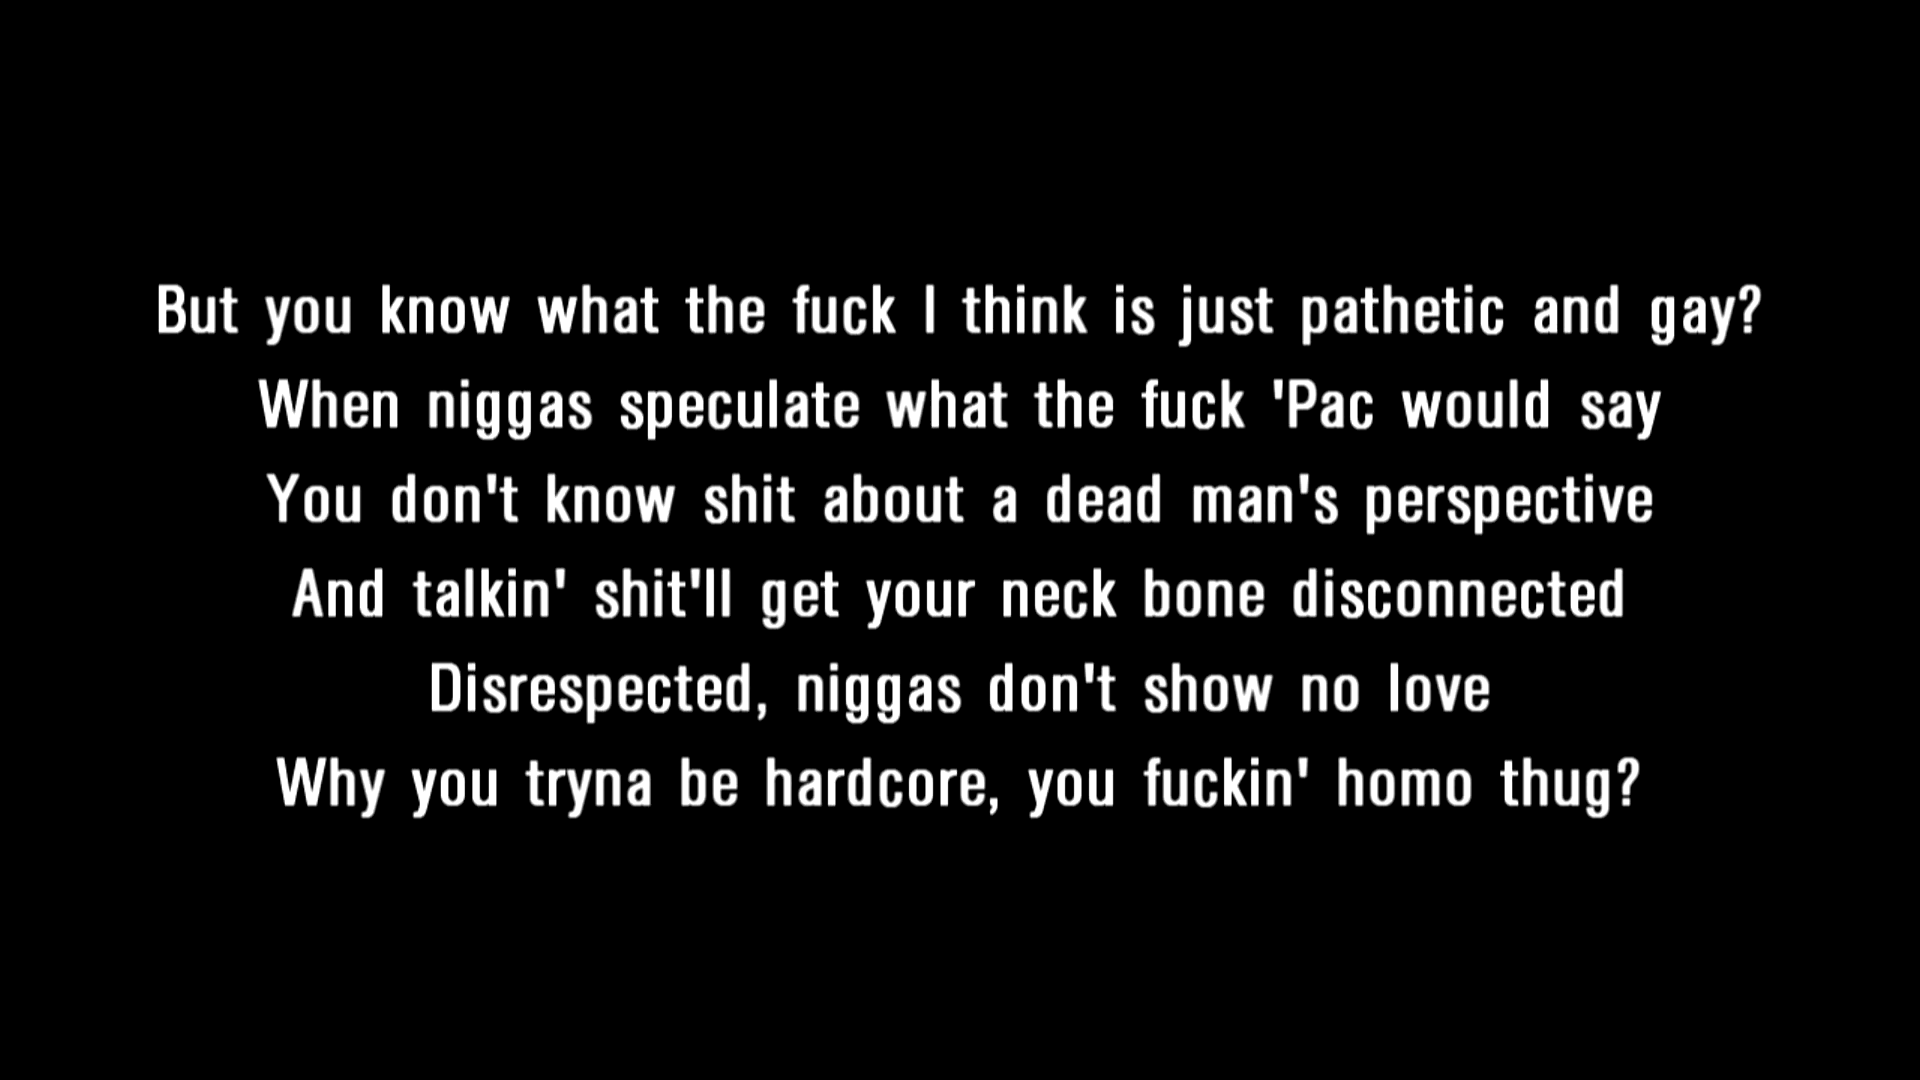 But you know what the fuck I think is just pathetic and gay?
When niggas speculate what the fuck 'Pac would say
You don't know shit about a dead man's perspective
And talkin' shit'll get your neck bone disconnected
Disrespected, niggas don't show no love
Why you tryna be hardcore, you fuckin' homo thug?